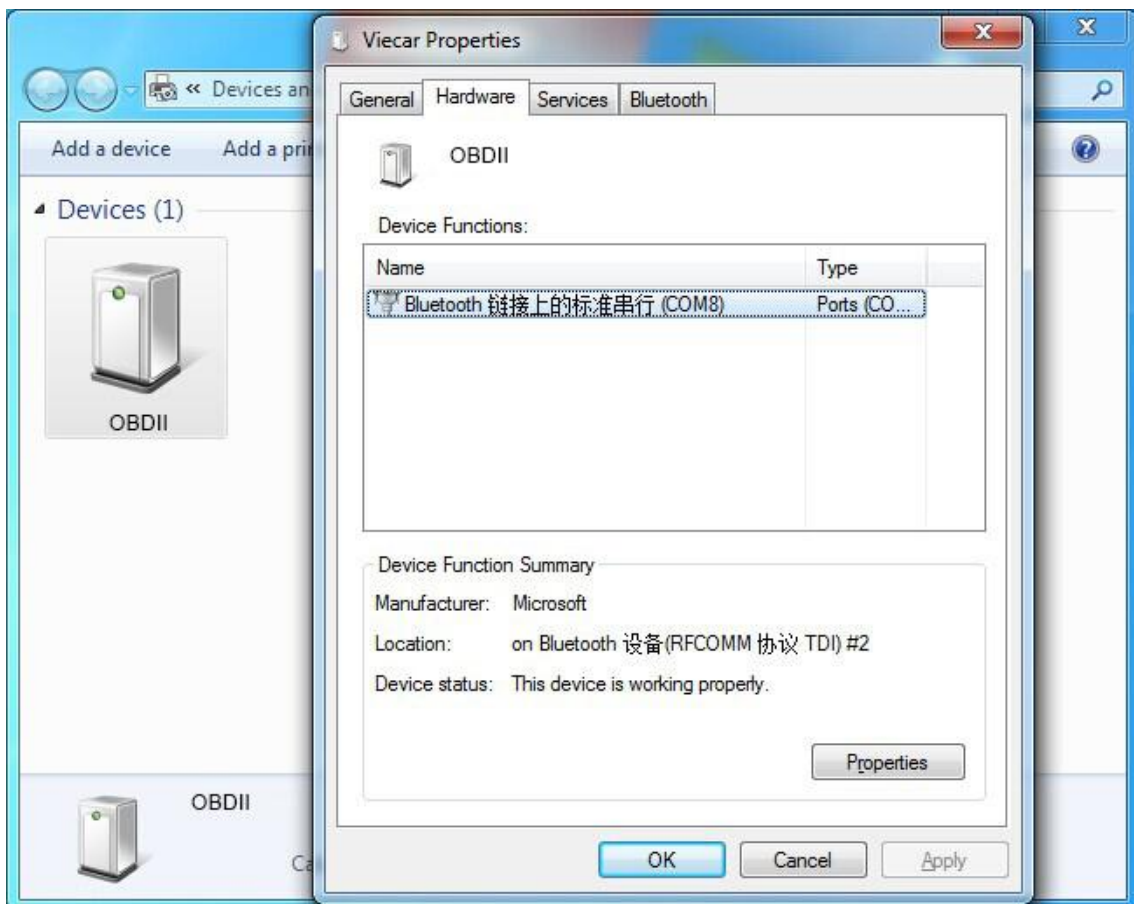 Viecar Properties
« Devices an
General Hardware Services Bluetooth
Add a device Add a
OBDII
Devices (1)
Device Functions:
Name Type
Bluetooth 链接上的标准串行 (COM8) Ports (CO...
OBDII
Device Function Summary
Manufacturer: Microsoft
Location: on Bluetooth 设备(RFCOMM 协议 TDI) #2
Device status: This device is working properly.
Properties
OBDII
OK Cancel Apply